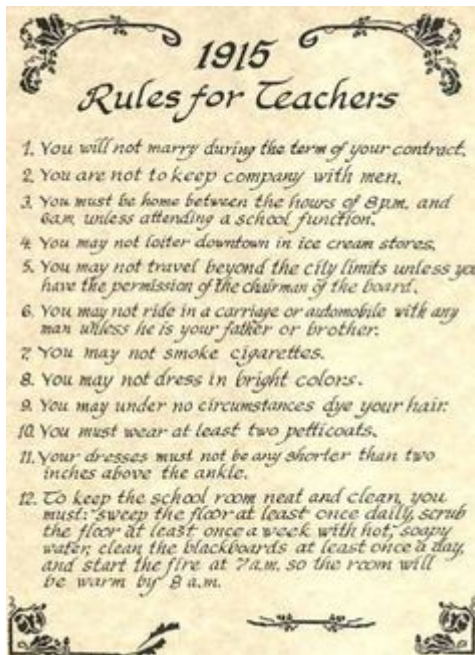 1915
Rules for Teachers
1. You will not marry during the term of your contract.
2. You are not to keep company with men.
3. You must be home between the hours of 8 p.m. and
6 a.m. unless attending a school function.
4. You may not loiter downtown in ice cream stores.
5. You may not travel beyond the city limits unless you
have the permission of the chairman of the board.
6. You may not ride in a carriage or automobile with any
man unless he is your father or brother.
7. You may not smoke cigarettes.
8. You may not dress in bright colors.
9. You may under no circumstances dye your hair.
10. You must wear at least two petticoats.
11. Your dresses must not be any shorter than two
inches above the ankle.
12. To keep the school room neat and clean, you
must: sweep the floor at least once daily, scrub
the floor at least once a week with hot, soapy
water, clean the blackboards at least once a day,
and start the fire at 7 a.m. so the room will
be warm by 8 a.m.